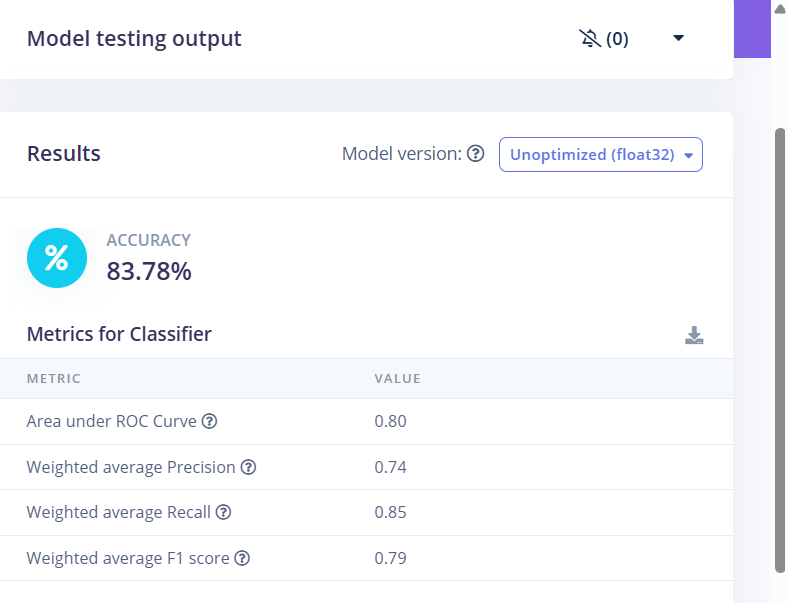 Model testing output (0)
Results Model version: Unoptimized (float32)
%
ACCURACY
83.78%
Metrics for Classifier
METRIC VALUE
Area under ROC Curve 0.80
Weighted average Precision 0.74
Weighted average Recall 0.85
Weighted average F1 score 0.79